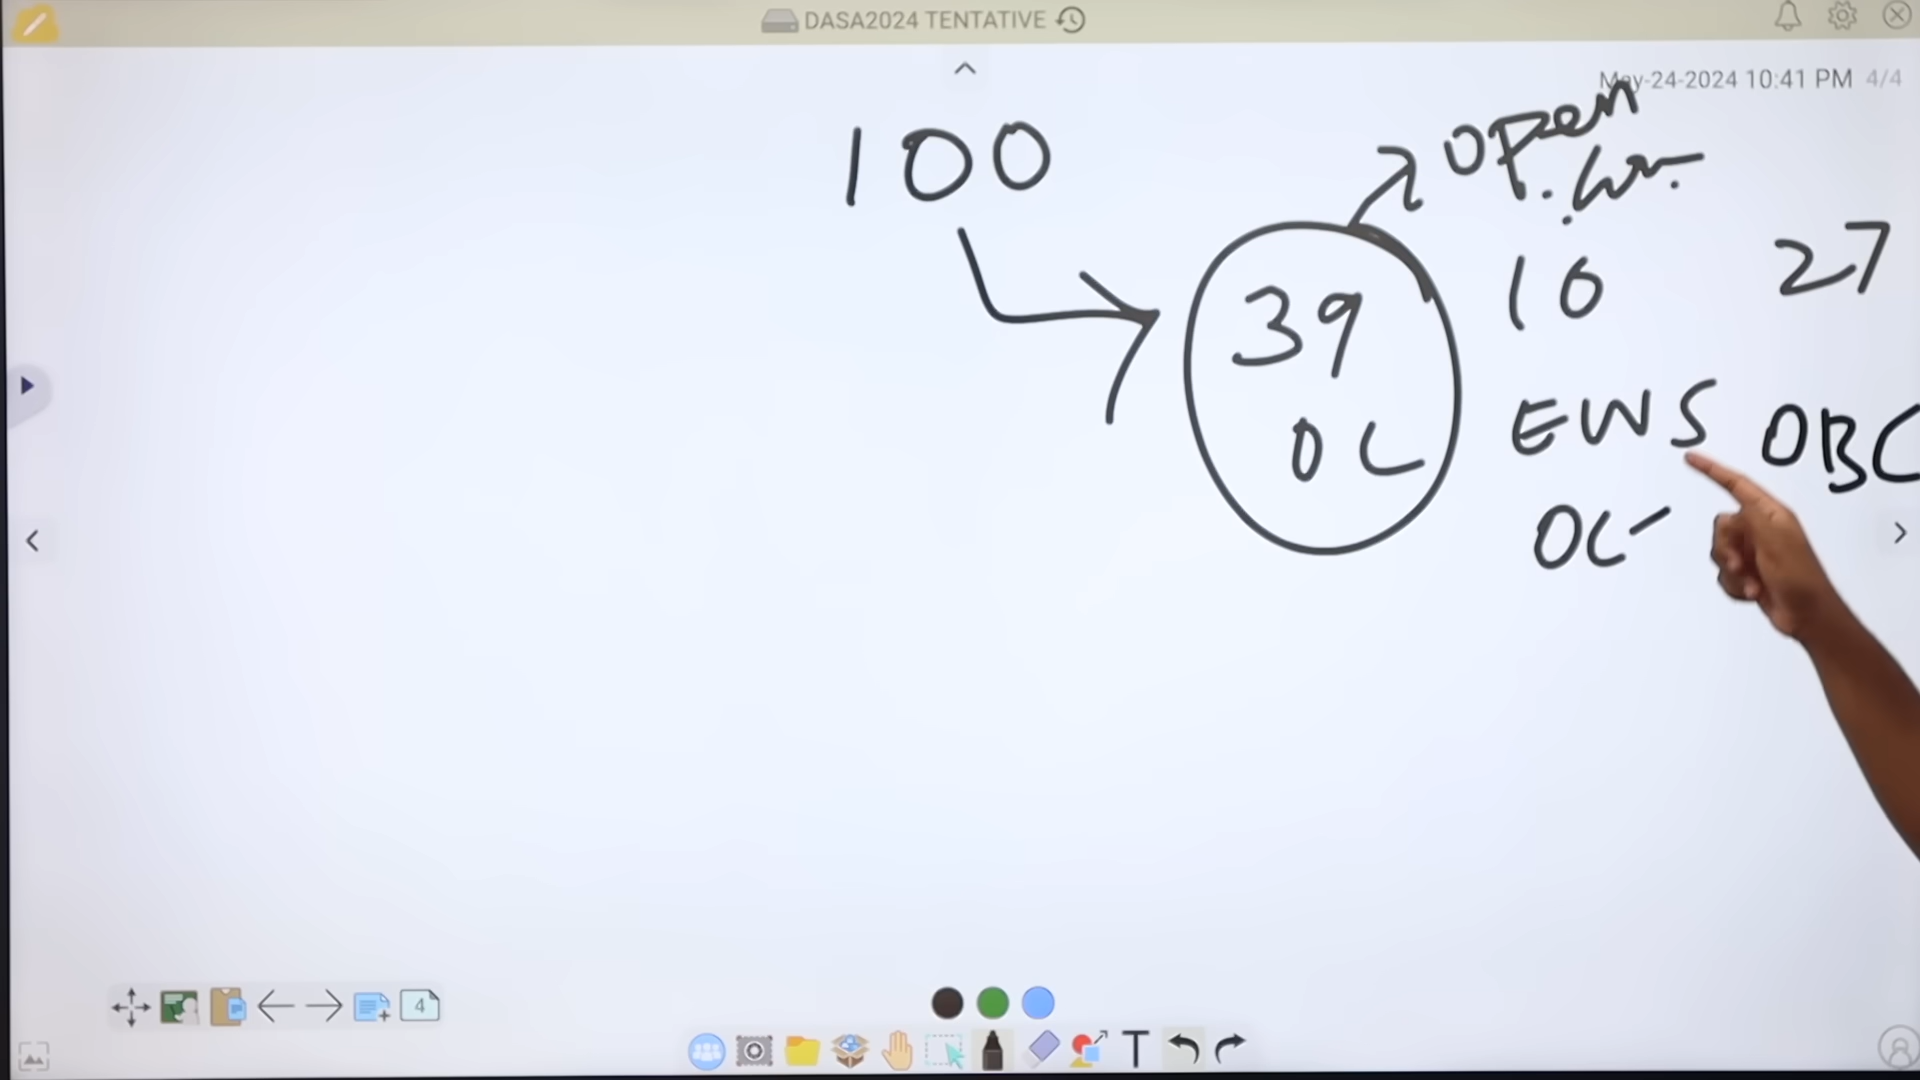 DASA2024 TENTATIVE
May-24-2024 10:41 PM 4/4
100
open
39
OC
10
EWS
OC
27
OBC
4
T